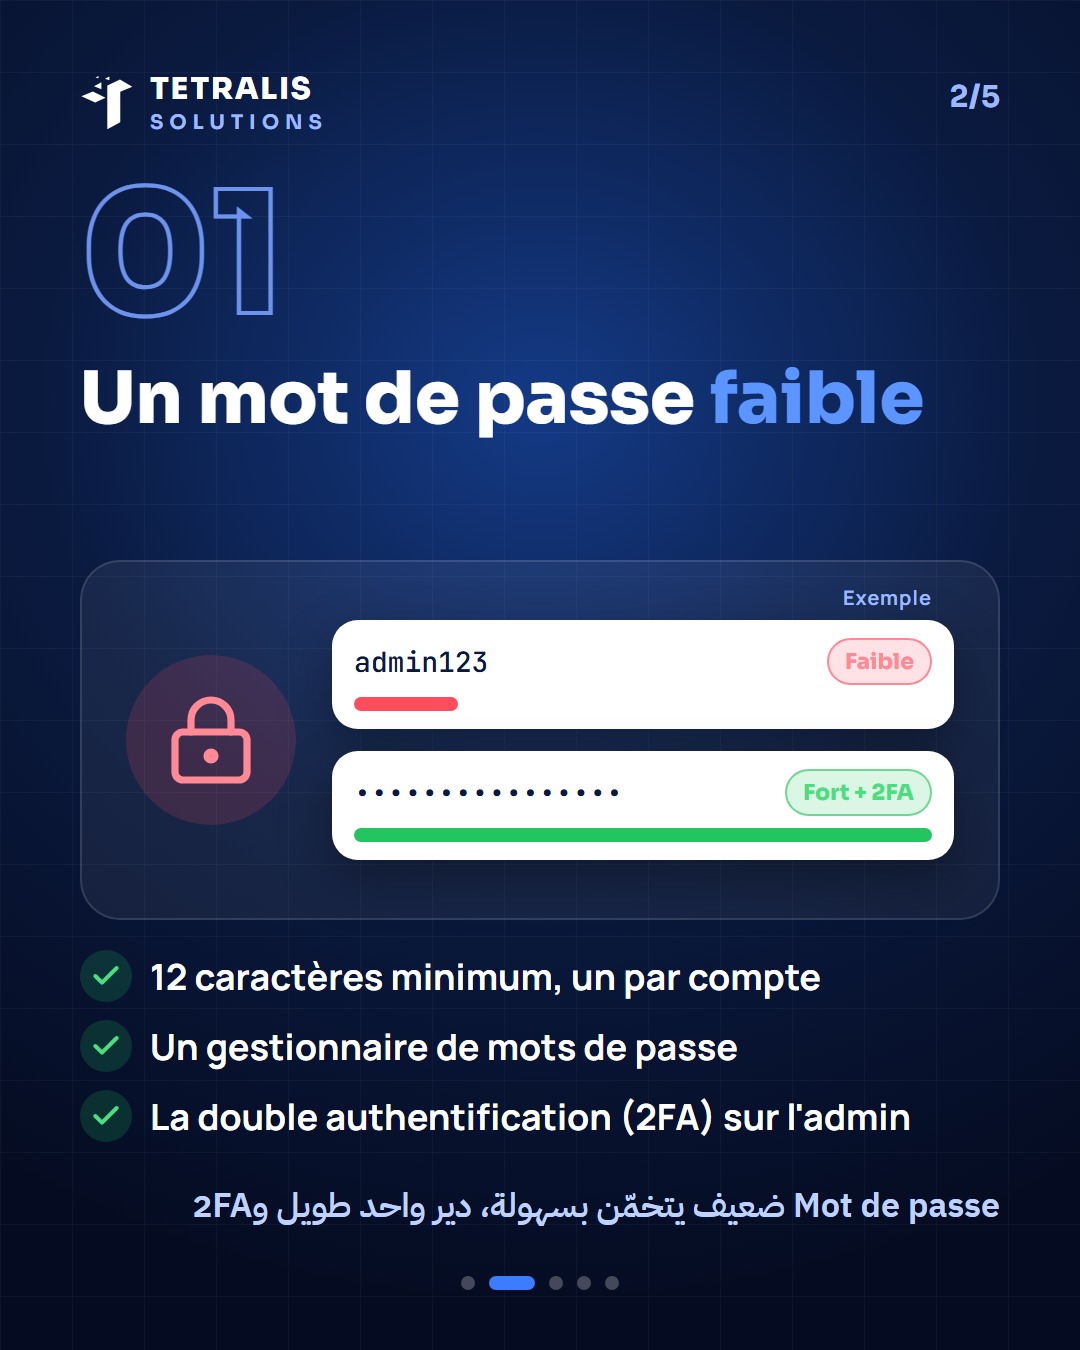 TETRALIS
SOLUTIONS
2/5
01
Un mot de passe faible
Exemple
admin123
Faible
••••••••••••••••
Fort + 2FA
12 caractères minimum, un par compte
Un gestionnaire de mots de passe
La double authentification (2FA) sur l'admin
Mot de passe ضعيف يتخمّن بسهولة، دير واحد طويل و2FA